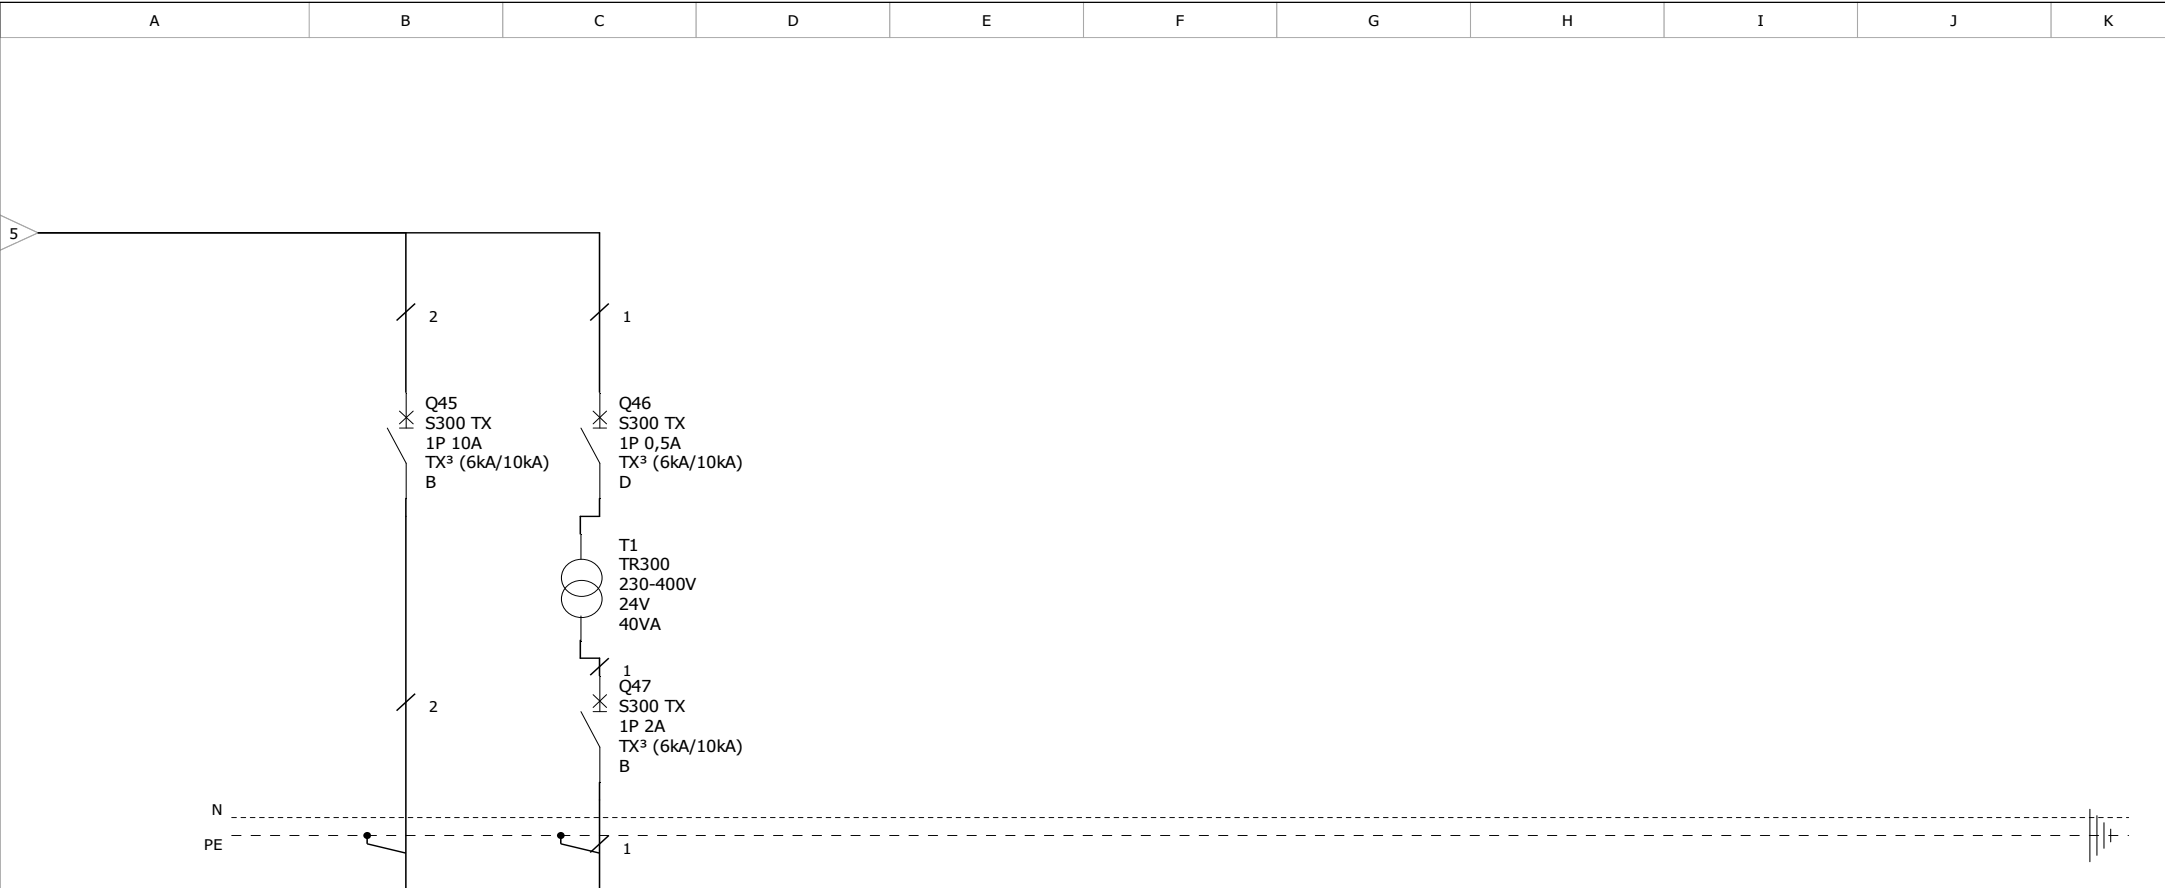 A B C D E F G H I J K
5
2
1
Q45
S300 TX
1P 10A
TX³ (6kA/10kA)
B
Q46
S300 TX
1P 0,5A
TX³ (6kA/10kA)
D
T1
TR300
230-400V
24V
40VA
1
Q47
S300 TX
1P 2A
TX³ (6kA/10kA)
B
2
N
PE
1